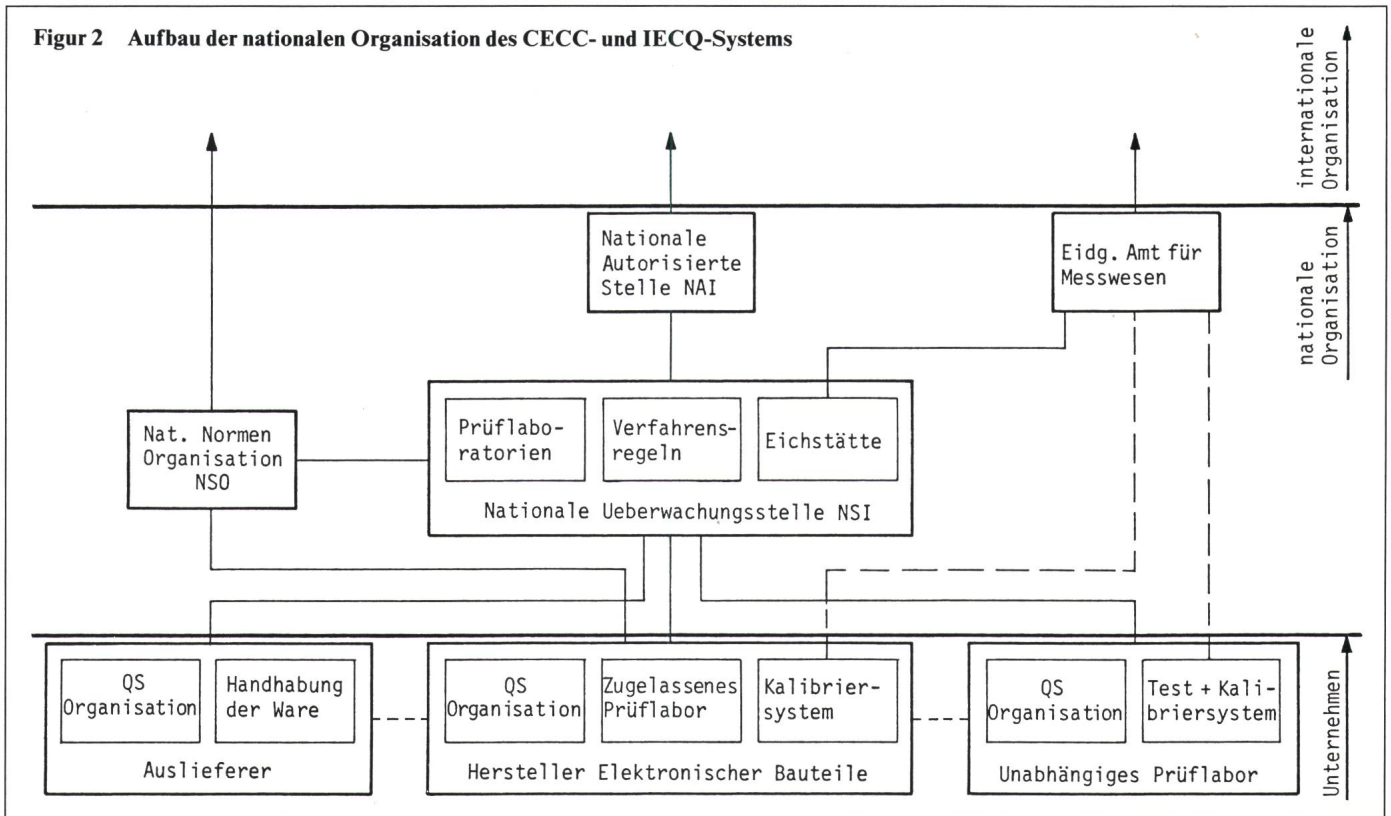 Figur 2 Aufbau der nationalen Organisation des CECC- und IECQ-Systems
internationale
Organisation
Nationale
Autorisierte
Stelle NAI
Eidg. Amt für
Messwesen
nationale
Organisation
Nat. Normen
Organisation
NSO
Prüflabo-
ratorien
Verfahrens-
regeln
Eichstätte
Nationale Ueberwachungsstelle NSI
QS
Organisation
Handhabung
der Ware
Auslieferer
QS
Organisation
Zugelassenes
Prüflabor
Kalibrier-
system
Hersteller Elektronischer Bauteile
QS
Organisation
Test + Kali-
briersystem
Unabhängiges Prüflabor
Unternehmen